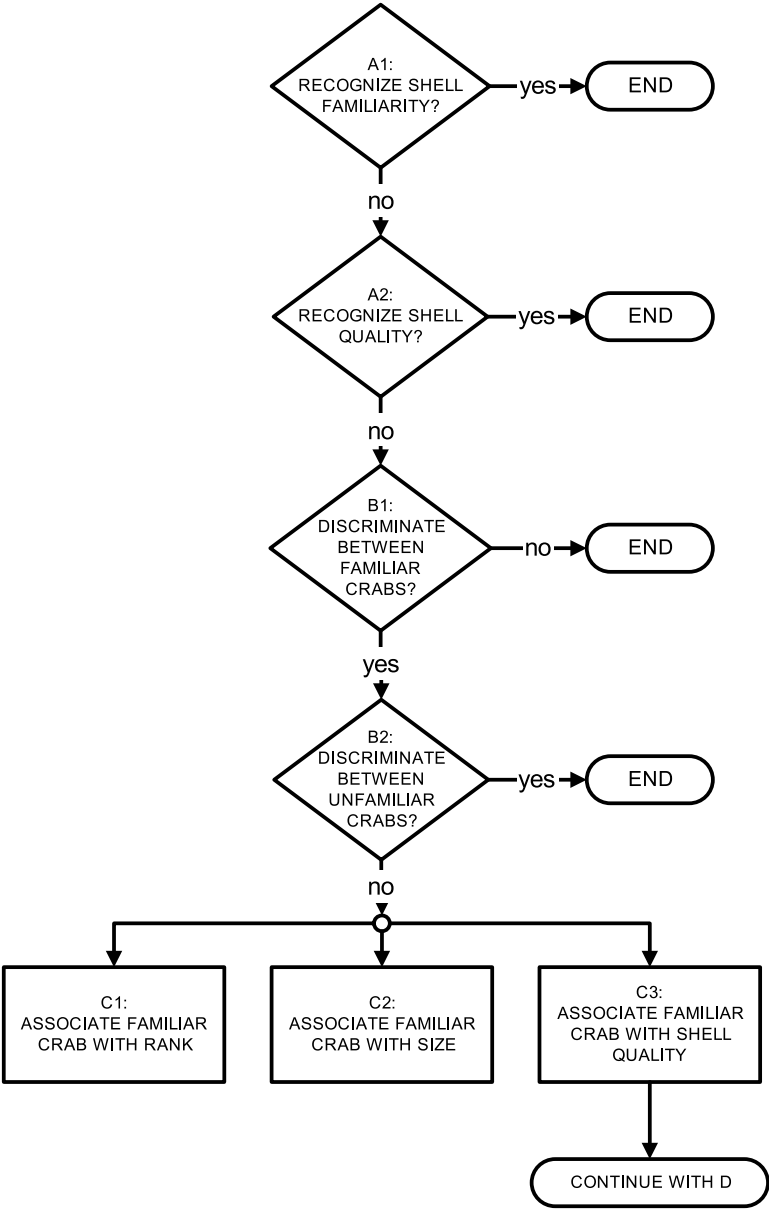 A1:
RECOGNIZE SHELL
FAMILIARITY?
yes
END
no
A2:
RECOGNIZE SHELL
QUALITY?
yes
END
no
B1:
DISCRIMINATE
BETWEEN
FAMILIAR
CRABS?
no
END
yes
B2:
DISCRIMINATE
BETWEEN
UNFAMILIAR
CRABS?
yes
END
no
C1:
ASSOCIATE FAMILIAR
CRAB WITH RANK
C2:
ASSOCIATE FAMILIAR
CRAB WITH SIZE
C3:
ASSOCIATE FAMILIAR
CRAB WITH SHELL
QUALITY
CONTINUE WITH D